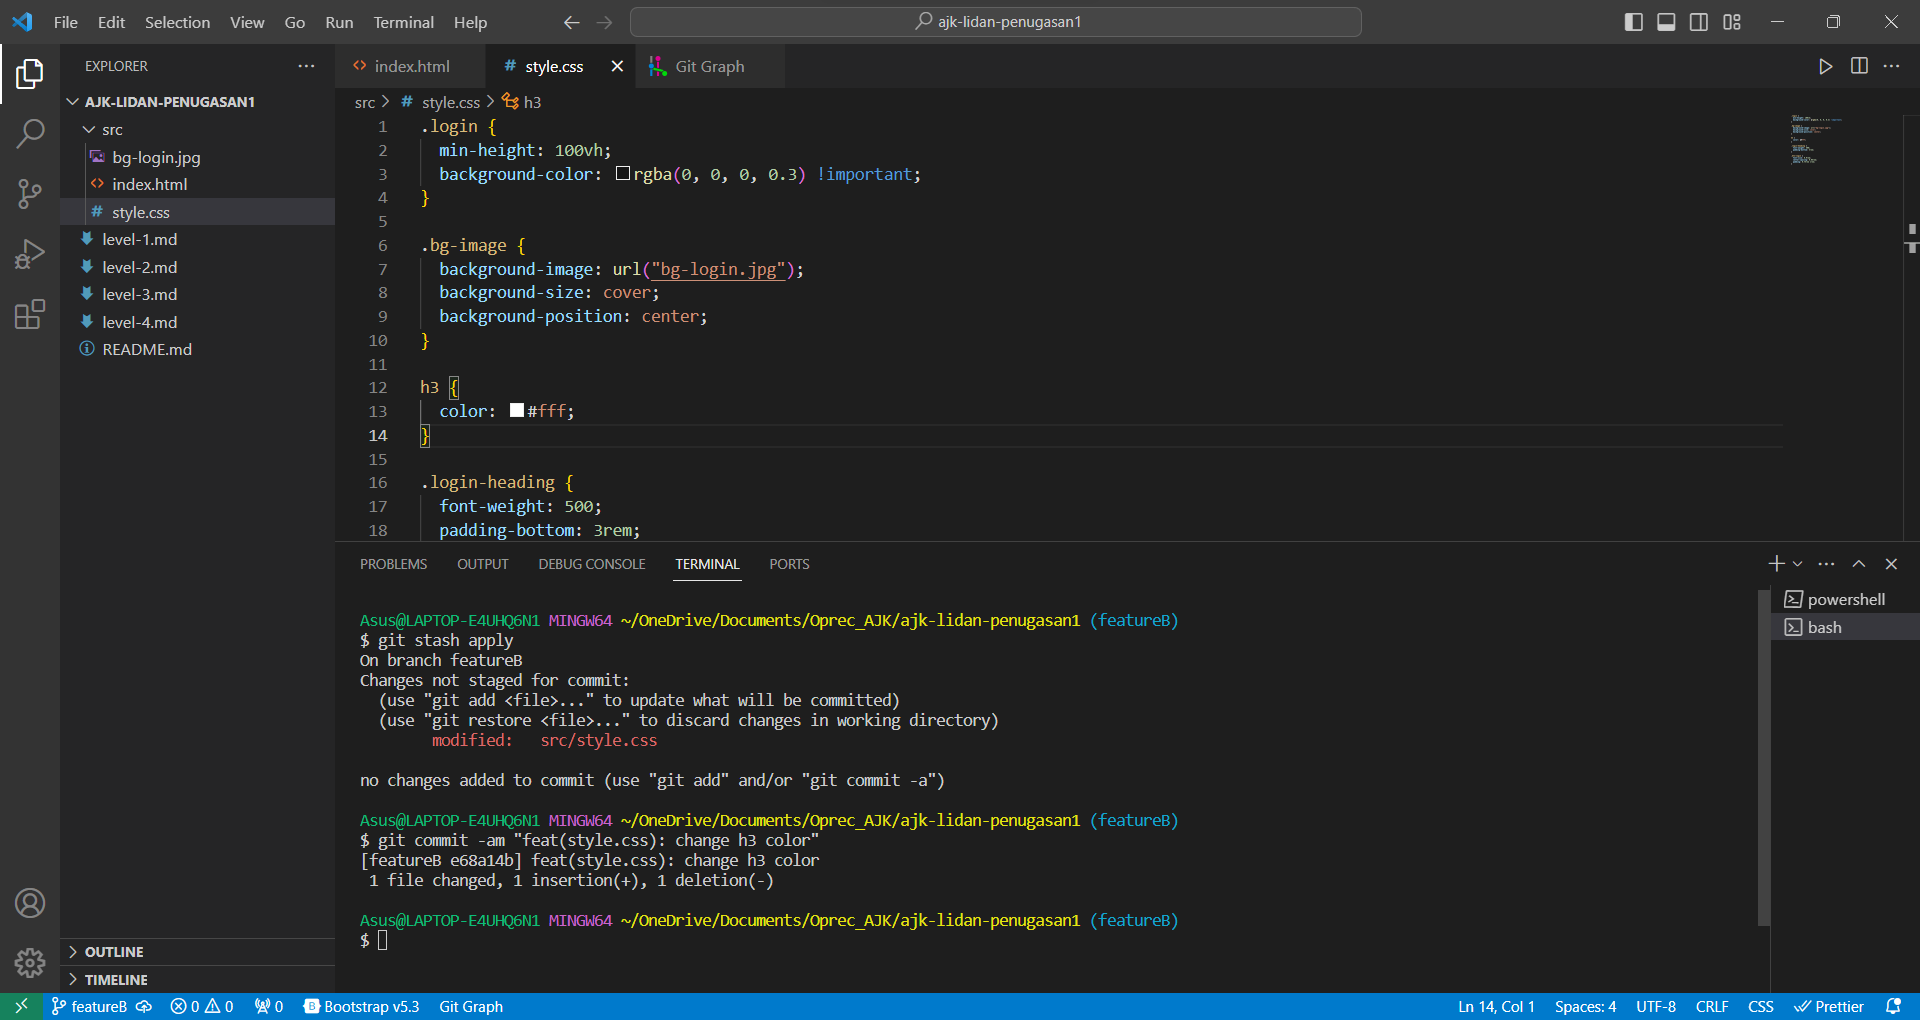 File Edit Selection View Go Run Terminal Help
ajk-lidan-penugasan1
EXPLORER
AJK-LIDAN-PENUGASAN1
src
bg-login.jpg
index.html
style.css
level-1.md
level-2.md
level-3.md
level-4.md
README.md
OUTLINE
TIMELINE
index.html
# style.css
Git Graph
src > # style.css > h3
1 .login {
2 min-height: 100vh;
3 background-color: rgba(0, 0, 0, 0.3) !important;
4 }
5
6 .bg-image {
7 background-image: url("bg-login.jpg");
8 background-size: cover;
9 background-position: center;
10 }
11
12 h3 {
13 color: #fff;
14 }
15
16 .login-heading {
17 font-weight: 500;
18 padding-bottom: 3rem;
PROBLEMS OUTPUT DEBUG CONSOLE TERMINAL PORTS
Asus@LAPTOP-E4UHQ6N1 MINGW64 ~/OneDrive/Documents/Oprec_AJK/ajk-lidan-penugasan1 (featureB)
$ git stash apply
On branch featureB
Changes not staged for commit:
(use "git add <file>..." to update what will be committed)
(use "git restore <file>..." to discard changes in working directory)
modified: src/style.css
no changes added to commit (use "git add" and/or "git commit -a")
Asus@LAPTOP-E4UHQ6N1 MINGW64 ~/OneDrive/Documents/Oprec_AJK/ajk-lidan-penugasan1 (featureB)
$ git commit -am "feat(style.css): change h3 color"
[featureB e68a14b] feat(style.css): change h3 color
1 file changed, 1 insertion(+), 1 deletion(-)
Asus@LAPTOP-E4UHQ6N1 MINGW64 ~/OneDrive/Documents/Oprec_AJK/ajk-lidan-penugasan1 (featureB)
$
powershell
bash
featureB 0 0 0 Bootstrap v5.3 Git Graph
Ln 14, Col 1 Spaces: 4 UTF-8 CRLF CSS Prettier